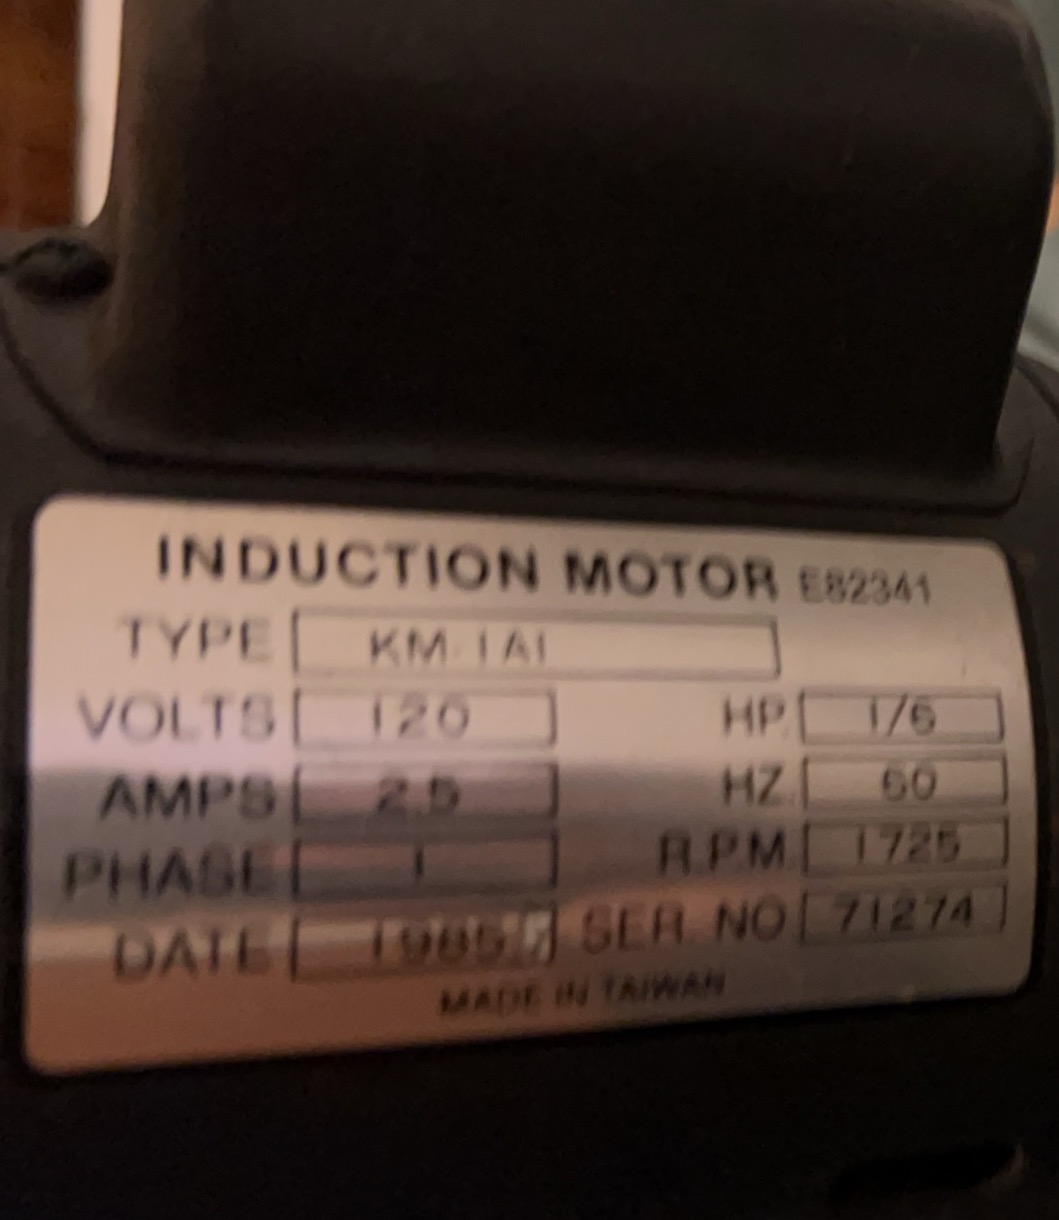 INDUCTION MOTOR E82341
TYPE KM-1A1
VOLTS 120 HP. 1/6
AMPS 2.5 HZ. 60
PHASE 1 R.P.M. 1725
DATE 1985 7 SER. NO 71274
MADE IN TAIWAN